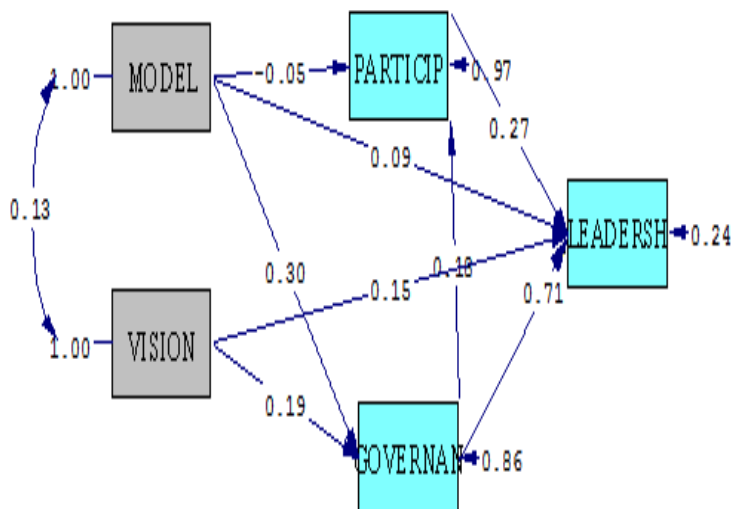 1.00
MODEL
-0.05
PARTICIP
0.97
0.27
0.09
0.13
LEADERSH
0.24
0.30
0.18
0.15
0.71
1.00
VISION
0.19
GOVERNAN
0.86